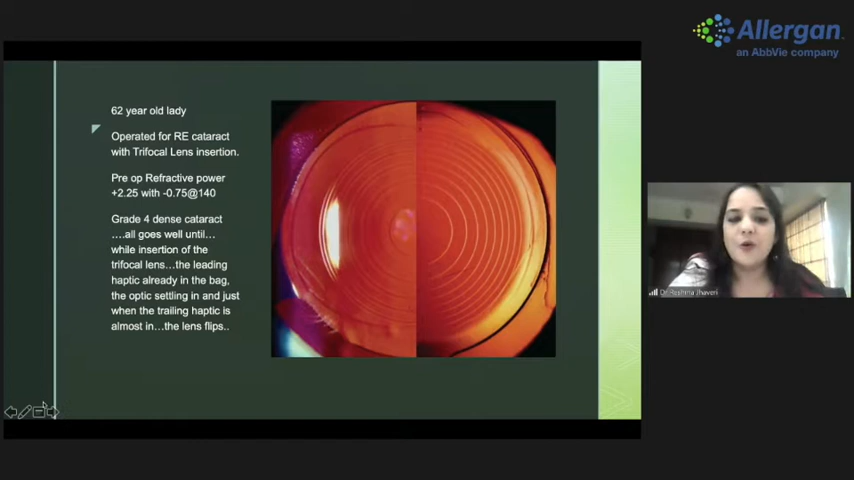 Allergan
an AbbVie company
62 year old lady
Operated for RE cataract
with Trifocal Lens insertion.
Pre op Refractive power
+2.25 with -0.75@140
Grade 4 dense cataract
....all goes well until...
while insertion of the
trifocal lens...the leading
haptic already in the bag,
the optic settling in and just
when the trailing haptic is
almost in...the lens flips..
Dr.Roshna Jhaveri